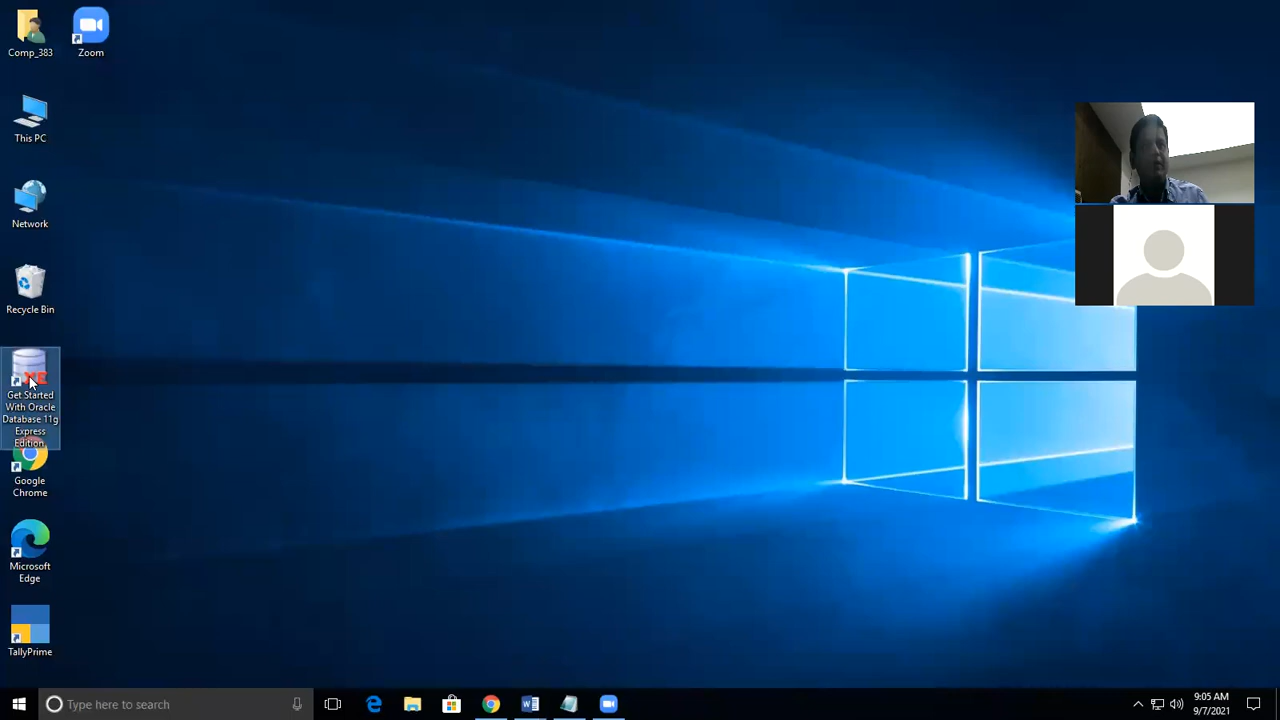 Comp_383
Zoom
This PC
Network
Recycle Bin
XE
Get Started
With Oracle
Database 11g
Express
Edition
Google
Chrome
Microsoft
Edge
TallyPrime
Type here to search
9:05 AM
9/7/2021